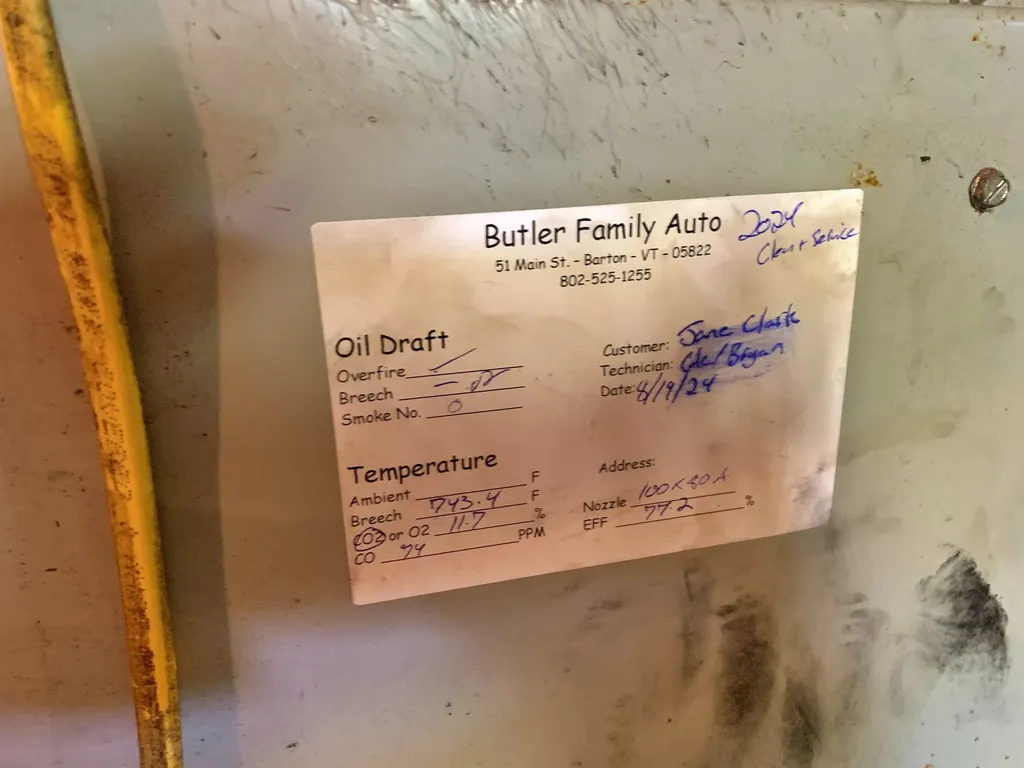 Butler Family Auto
51 Main St. - Barton - VT - 05822
802-525-1255
2024
Clean + Service
Oil Draft
Overfire
Breech
Smoke No. 0
Customer: Jane Clark
Technician:
Date: 4/19/24
Temperature
Ambient F
Breech 743.4 F
CO2 or O2 11.7 %
CO 74 PPM
Address:
Nozzle 100x80A
EFF 77.2 %